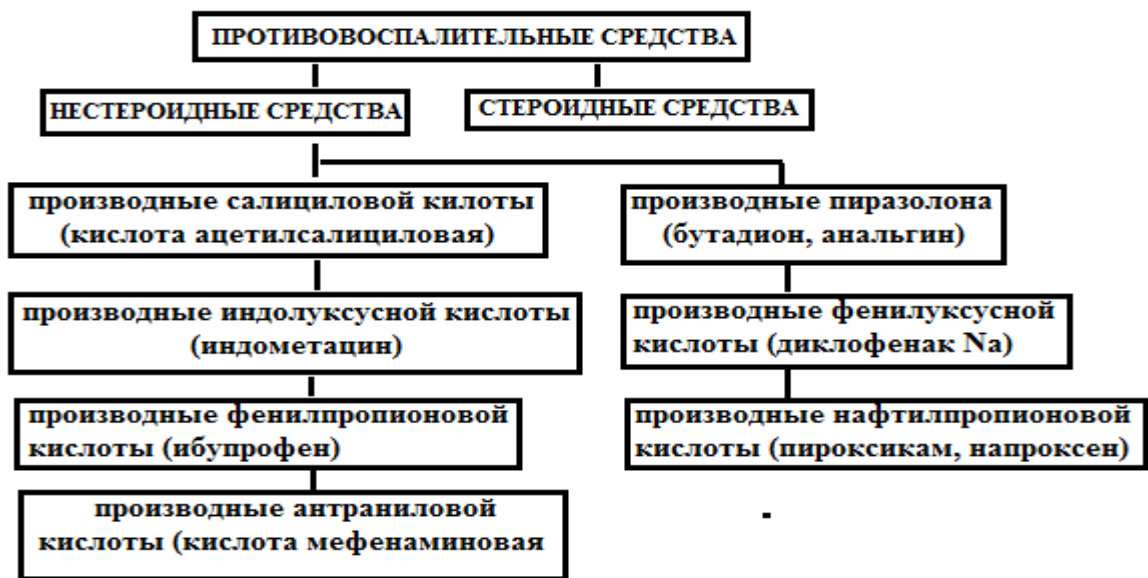 ПРОТИВОВОСПАЛИТЕЛЬНЫЕ СРЕДСТВА
НЕСТЕРОИДНЫЕ СРЕДСТВА
СТЕРОИДНЫЕ СРЕДСТВА
производные салициловой килоты
(кислота ацетилсалициловая)
производные пиразолона
(бутадион, анальгин)
производные индолуксусной кислоты
(индометацин)
производные фенилуксусной
кислоты (диклофенак Na)
производные фенилпропионовой
кислоты (ибупрофен)
производные нафтилпропионовой
кислоты (пироксикам, напроксен)
производные антраниловой
кислоты (кислота мефенаминовая
-